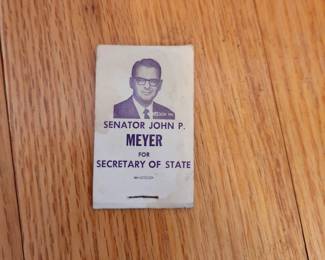 SENATOR JOHN P.
MEYER
FOR
SECRETARY OF STATE